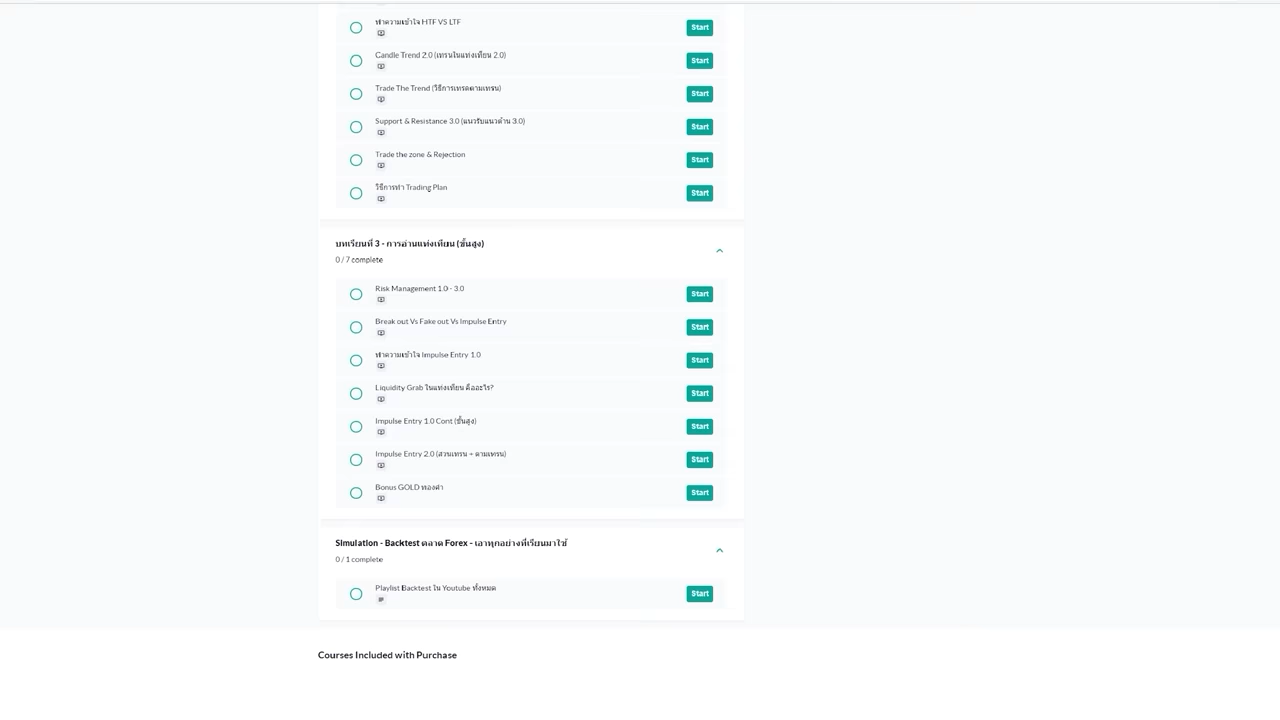 ทำความเข้าใจ HTF VS LTF
Start
Candle Trend 2.0 (เทรนในแท่งเทียน 2.0)
Start
Trade The Trend (วิธีการเทรดตามเทรน)
Start
Support & Resistance 3.0 (แนวรับแนวต้าน 3.0)
Start
Trade the zone & Rejection
Start
วิธีการทำ Trading Plan
Start
บทเรียนที่ 3 - การอ่านแท่งเทียน (ขั้นสูง)
0 / 7 complete
Risk Management 1.0 - 3.0
Start
Break out Vs Fake out Vs Impulse Entry
Start
ทำความเข้าใจ Impulse Entry 1.0
Start
Liquidity Grab ในแท่งเทียน คืออะไร?
Start
Impulse Entry 1.0 Cont (ขั้นสูง)
Start
Impulse Entry 2.0 (สวนเทรน + ตามเทรน)
Start
Bonus GOLD ทองคำ
Start
Simulation - Backtest ตลาด Forex - เอาทุกอย่างที่เรียนมาใช้
0 / 1 complete
Playlist Backtest ใน Youtube ทั้งหมด
Start
Courses Included with Purchase